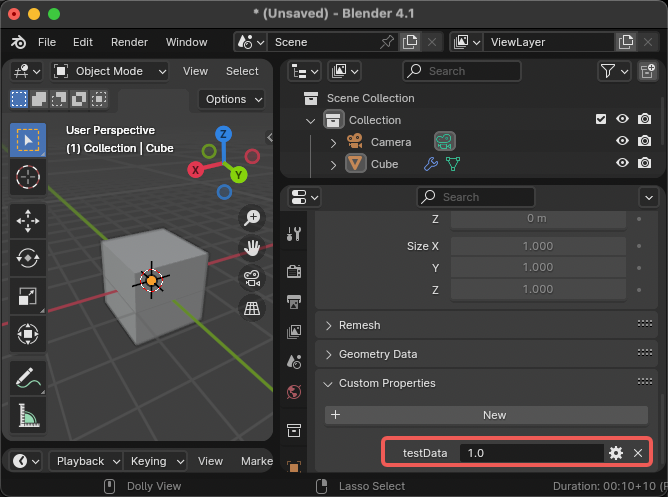 * (Unsaved) - Blender 4.1
File Edit Render Window Scene ViewLayer
Object Mode View Select
Search
Options
Scene Collection
Collection
Camera
Cube
User Perspective
(1) Collection | Cube
Z
X
Y
Search
Z 0 m
Size X 1.000
Y 1.000
Z 1.000
Remesh
Geometry Data
Custom Properties
New
testData 1.0
Playback Keying View Marke
Dolly View Lasso Select Duration: 00:10+10 (F